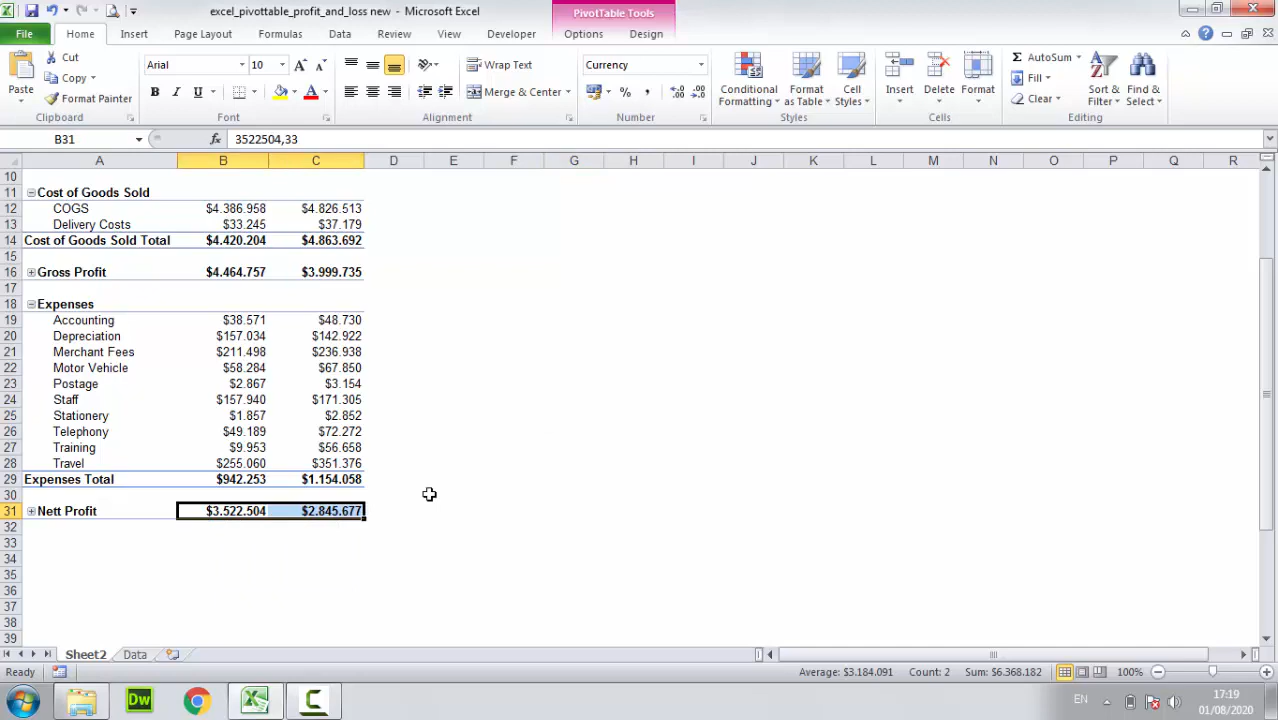 excel_pivottable_profit_and_loss new - Microsoft Excel
PivotTable Tools
File Home Insert Page Layout Formulas Data Review View Developer Options Design
Paste
Cut
Copy
Format Painter
Clipboard
Arial 10
Font
Wrap Text
Merge & Center
Alignment
Currency
Number
Conditional Formatting
Format as Table
Cell Styles
Styles
Insert
Delete
Format
Cells
AutoSum
Fill
Clear
Sort & Filter
Find & Select
Editing
B31 fx 3522504,33
A B C D E F G H I J K L M N O P Q R
10
11 Cost of Goods Sold
12 COGS $4.386.958 $4.826.513
13 Delivery Costs $33.245 $37.179
14 Cost of Goods Sold Total $4.420.204 $4.863.692
15
16 Gross Profit $4.464.757 $3.999.735
17
18 Expenses
19 Accounting $38.571 $48.730
20 Depreciation $157.034 $142.922
21 Merchant Fees $211.498 $236.938
22 Motor Vehicle $58.284 $67.850
23 Postage $2.867 $3.154
24 Staff $157.940 $171.305
25 Stationery $1.857 $2.852
26 Telephony $49.189 $72.272
27 Training $9.953 $56.658
28 Travel $255.060 $351.376
29 Expenses Total $942.253 $1.154.058
30
31 Nett Profit $3.522.504 $2.845.677
32
33
34
35
36
37
38
39
Sheet2 Data
Ready Average: $3.184.091 Count: 2 Sum: $6.368.182 100%
Dw EN 17:19
01/08/2020